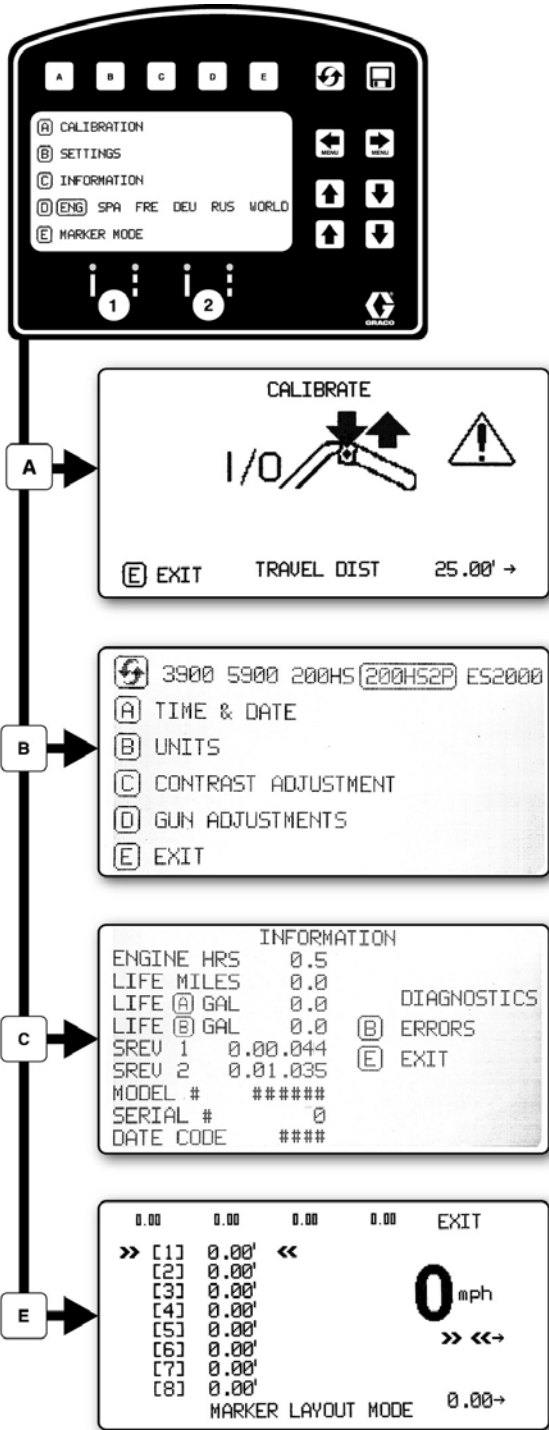 A B C D E
A CALIBRATION
MENU MENU
B SETTINGS
C INFORMATION
D ENG SPA FRE DEU RUS WORLD
E MARKER MODE
1 2
GRACO
A
CALIBRATE
I/O
E EXIT TRAVEL DIST 25.00' →
B
3900 5900 200HS 200HS2P ES2000
A TIME & DATE
B UNITS
C CONTRAST ADJUSTMENT
D GUN ADJUSTMENTS
E EXIT
C
INFORMATION
ENGINE HRS 0.5
LIFE MILES 0.0
LIFE A GAL 0.0
LIFE B GAL 0.0
SREV 1 0.00.044
SREV 2 0.01.035
MODEL # ######
SERIAL # 0
DATE CODE ####
DIAGNOSTICS
B ERRORS
E EXIT
E
0.00 0.00 0.00 0.00 EXIT
>> [1] 0.00' <<
[2] 0.00'
[3] 0.00'
[4] 0.00'
[5] 0.00'
[6] 0.00'
[7] 0.00'
[8] 0.00'
0 mph
>> <<→
MARKER LAYOUT MODE 0.00→